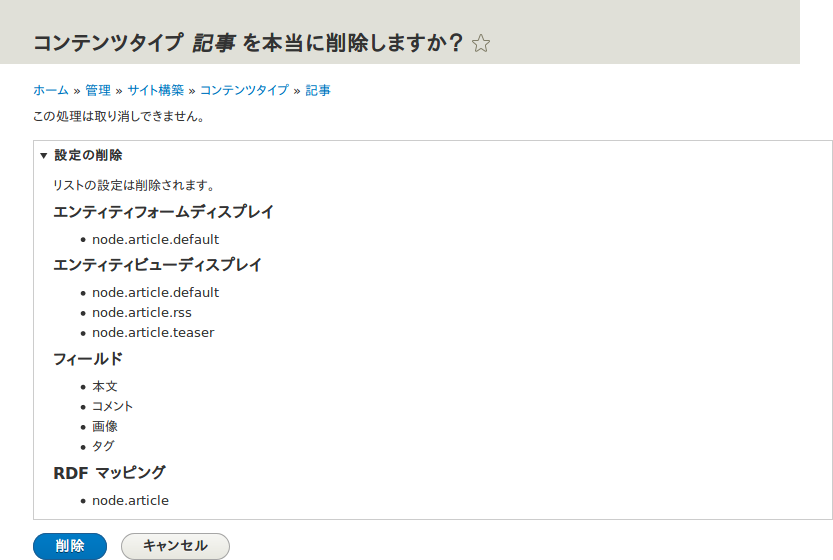 コンテンツタイプ 記事 を本当に削除しますか？
ホーム » 管理 » サイト構築 » コンテンツタイプ » 記事
この処理は取り消しできません。
設定の削除
リストの設定は削除されます。
エンティティフォームディスプレイ
node.article.default
エンティティビューディスプレイ
node.article.default
node.article.rss
node.article.teaser
フィールド
本文
コメント
画像
タグ
RDF マッピング
node.article
削除 キャンセル